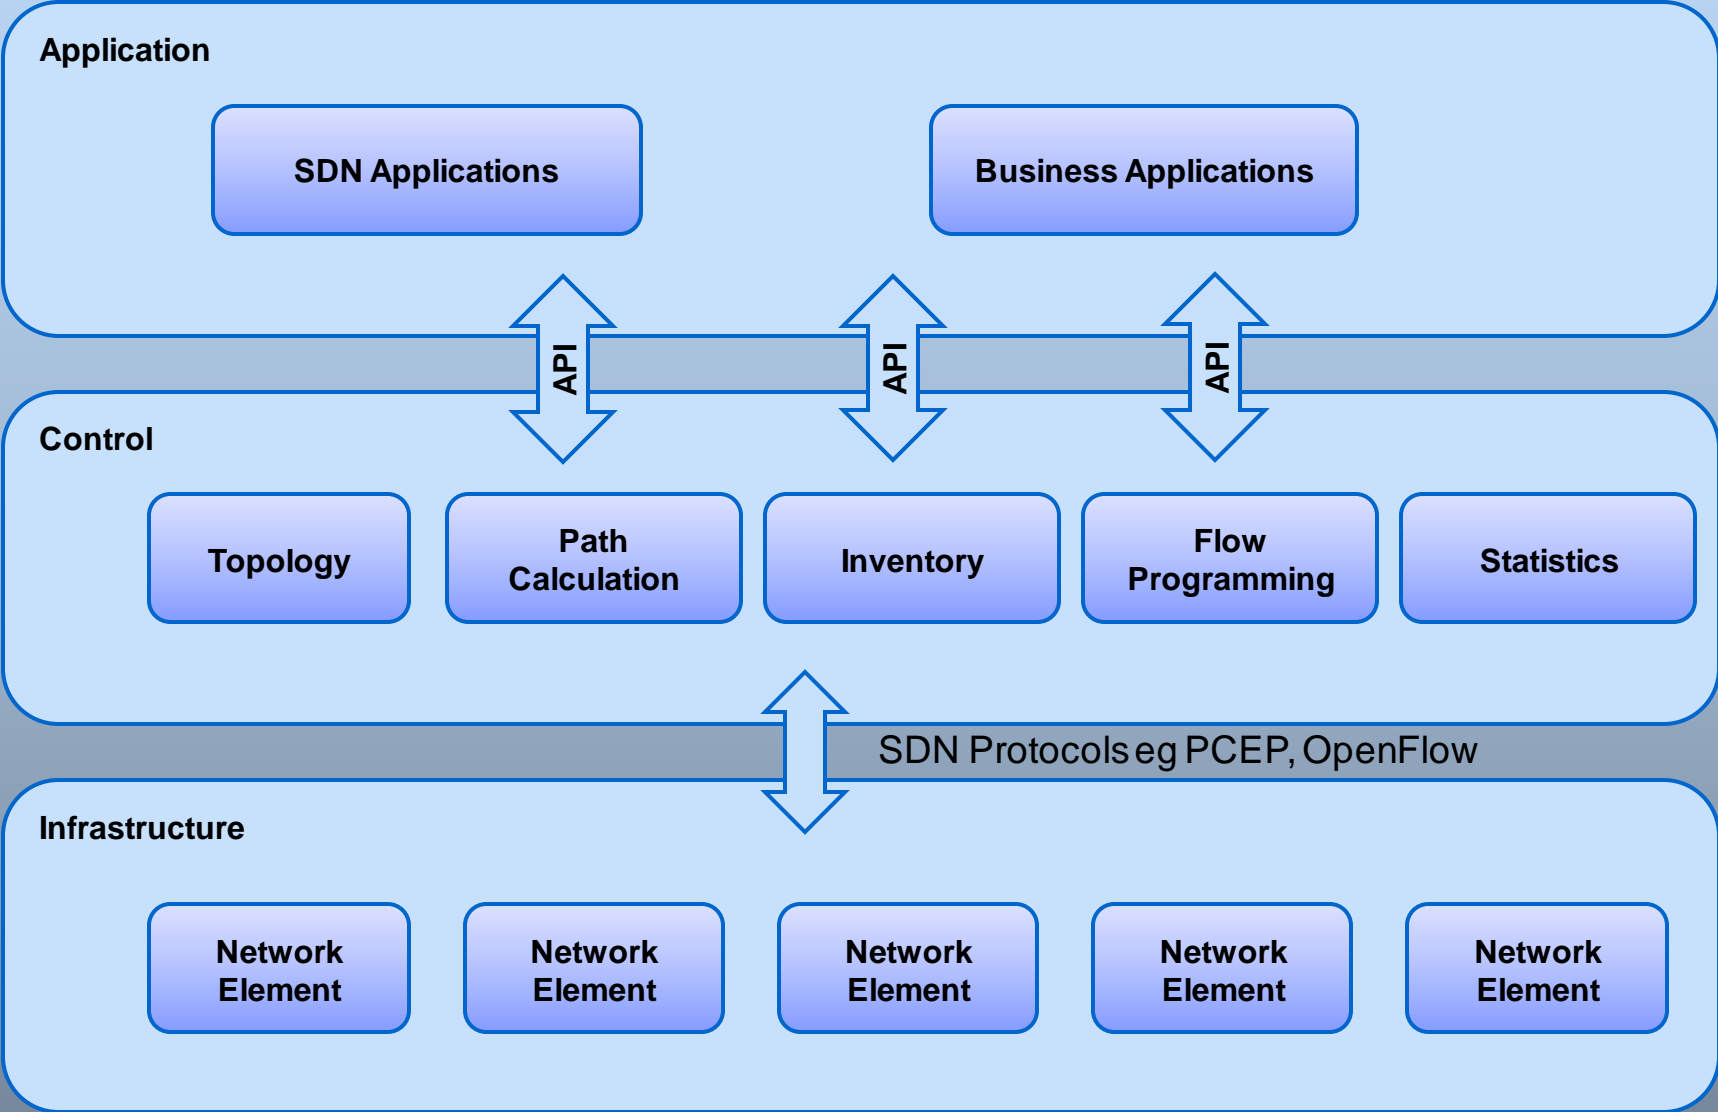 Application
SDN Applications
Business Applications
API
API
API
Control
Topology
Path
Calculation
Inventory
Flow
Programming
Statistics
SDN Protocols eg PCEP, OpenFlow
Infrastructure
Network
Element
Network
Element
Network
Element
Network
Element
Network
Element